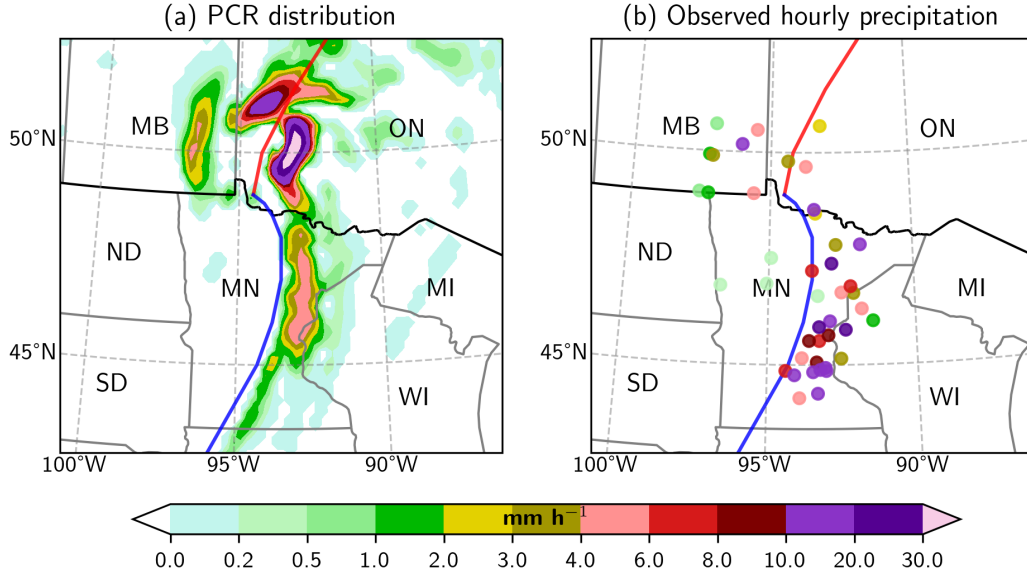 (a) PCR distribution
(b) Observed hourly precipitation
MB
ON
ND
MN
MI
SD
WI
50°N
45°N
100°W
95°W
90°W
MB
ON
ND
MN
MI
SD
WI
50°N
45°N
100°W
95°W
90°W
mm h⁻¹
0.0 0.2 0.5 1.0 2.0 3.0 4.0 6.0 8.0 10.0 20.0 30.0